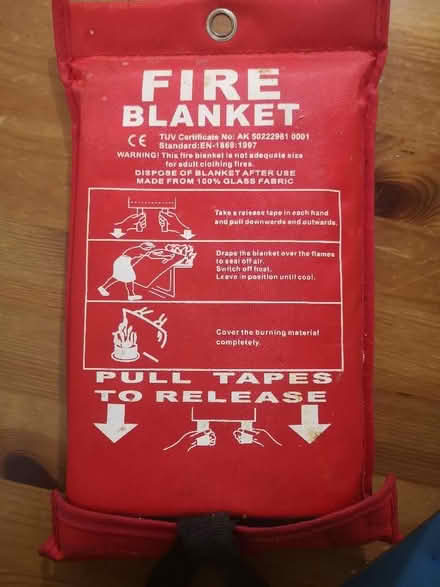 FIRE
BLANKET
CE TUV Certificate No: AK 50222981 0001
Standard:EN-1869:1997
WARNING! This fire blanket is not adequate size
for adult clothing fires.
DISPOSE OF BLANKET AFTER USE
MADE FROM 100% GLASS FABRIC
Take a release tape in each hand
and pull downwards and outwards.
Drape the blanket over the flames
to seal off air.
Switch off heat.
Leave in position until cool.
Cover the burning material
completely.
PULL TAPES
TO RELEASE